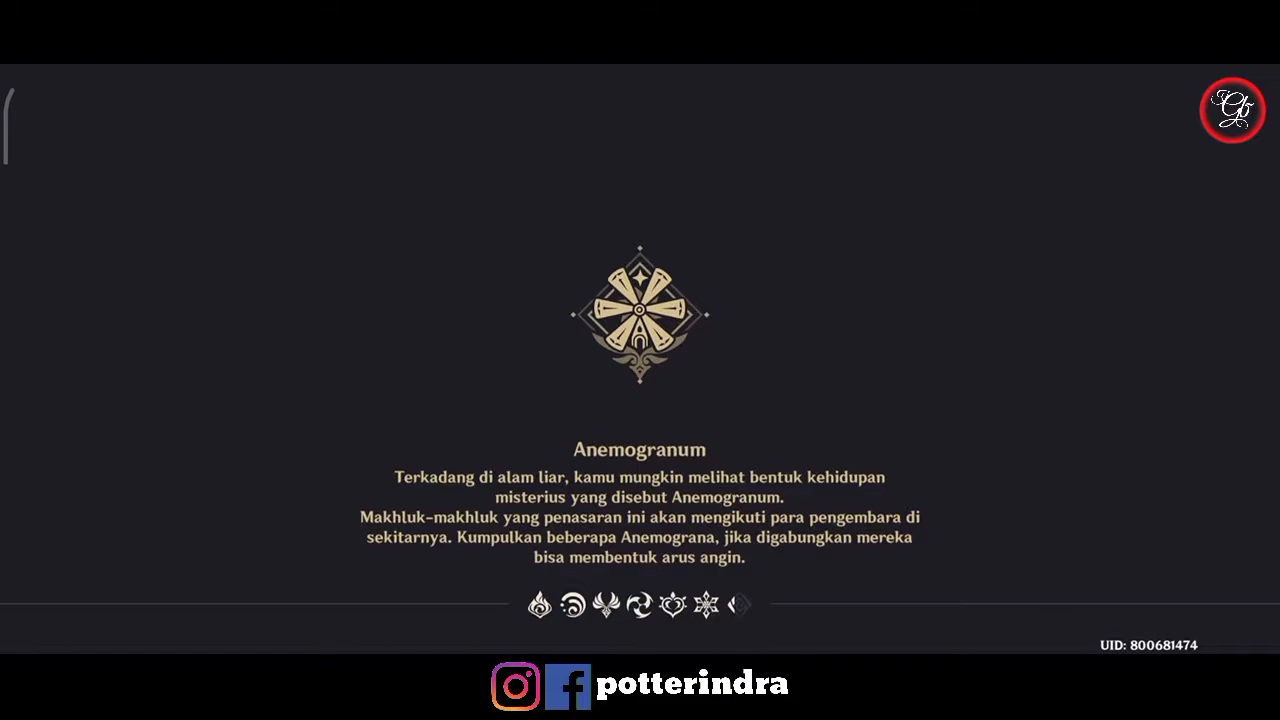 Gb
Anemogranum
Terkadang di alam liar, kamu mungkin melihat bentuk kehidupan
misterius yang disebut Anemogranum.
Makhluk-makhluk yang penasaran ini akan mengikuti para pengembara di
sekitarnya. Kumpulkan beberapa Anemograna, jika digabungkan mereka
bisa membentuk arus angin.
UID: 800681474
potterindra